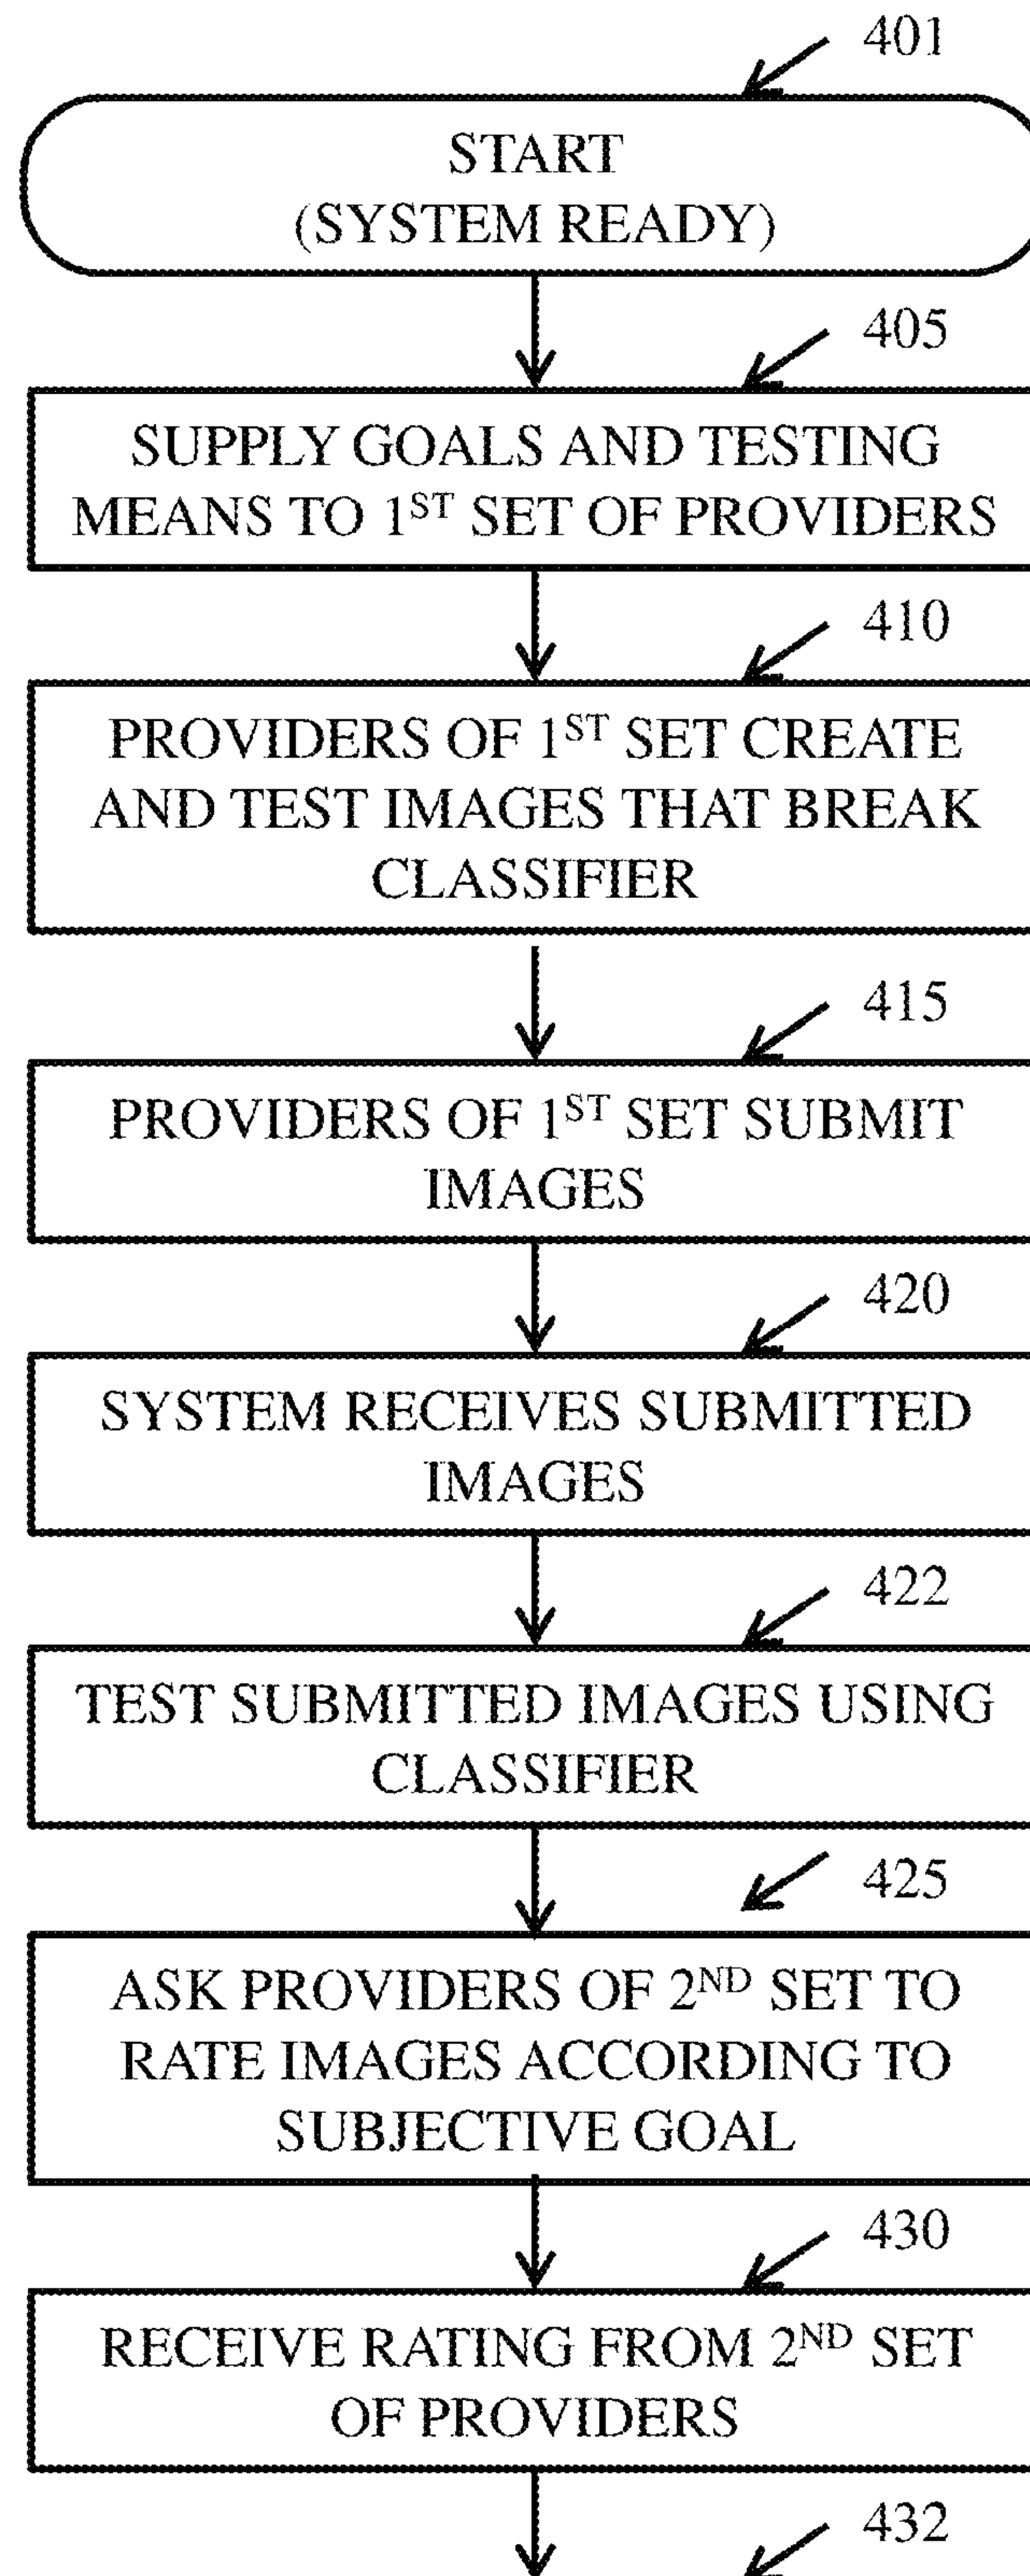 401
START
(SYSTEM READY)
405
SUPPLY GOALS AND TESTING
MEANS TO 1ST SET OF PROVIDERS
410
PROVIDERS OF 1ST SET CREATE
AND TEST IMAGES THAT BREAK
CLASSIFIER
415
PROVIDERS OF 1ST SET SUBMIT
IMAGES
420
SYSTEM RECEIVES SUBMITTED
IMAGES
422
TEST SUBMITTED IMAGES USING
CLASSIFIER
425
ASK PROVIDERS OF 2ND SET TO
RATE IMAGES ACCORDING TO
SUBJECTIVE GOAL
430
RECEIVE RATING FROM 2ND SET
OF PROVIDERS
432